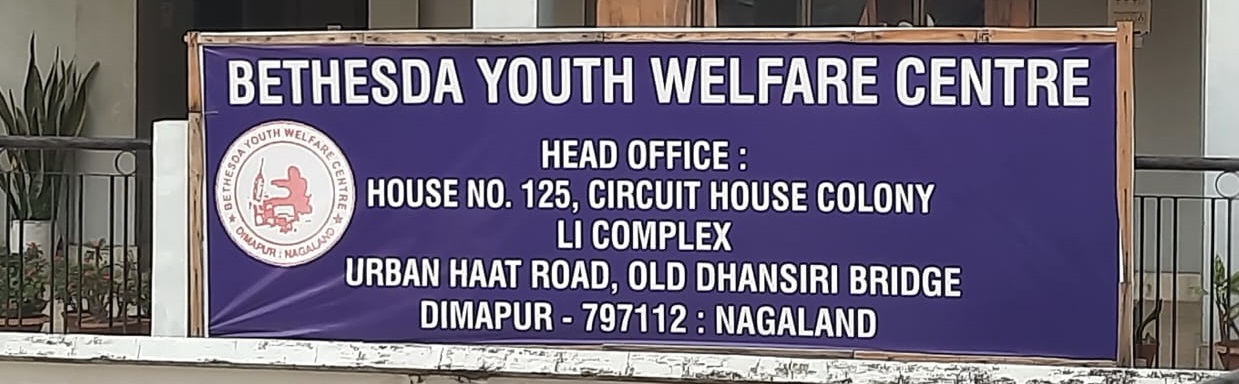 BETHESDA YOUTH WELFARE CENTRE
HEAD OFFICE :
HOUSE NO. 125, CIRCUIT HOUSE COLONY
LI COMPLEX
URBAN HAAT ROAD, OLD DHANSIRI BRIDGE
DIMAPUR - 797112 : NAGALAND
BETHESDA YOUTH WELFARE CENTRE
DIMAPUR : NAGALAND